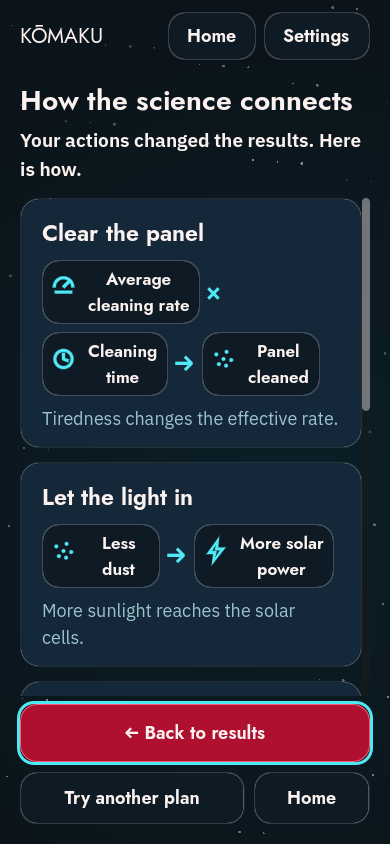 KŌMAKU
Home
Settings
How the science connects
Your actions changed the results. Here
is how.
Clear the panel
Average
cleaning rate
×
Cleaning
time
→
Panel
cleaned
Tiredness changes the effective rate.
Let the light in
Less
dust
→
More solar
power
More sunlight reaches the solar
cells.
← Back to results
Try another plan
Home